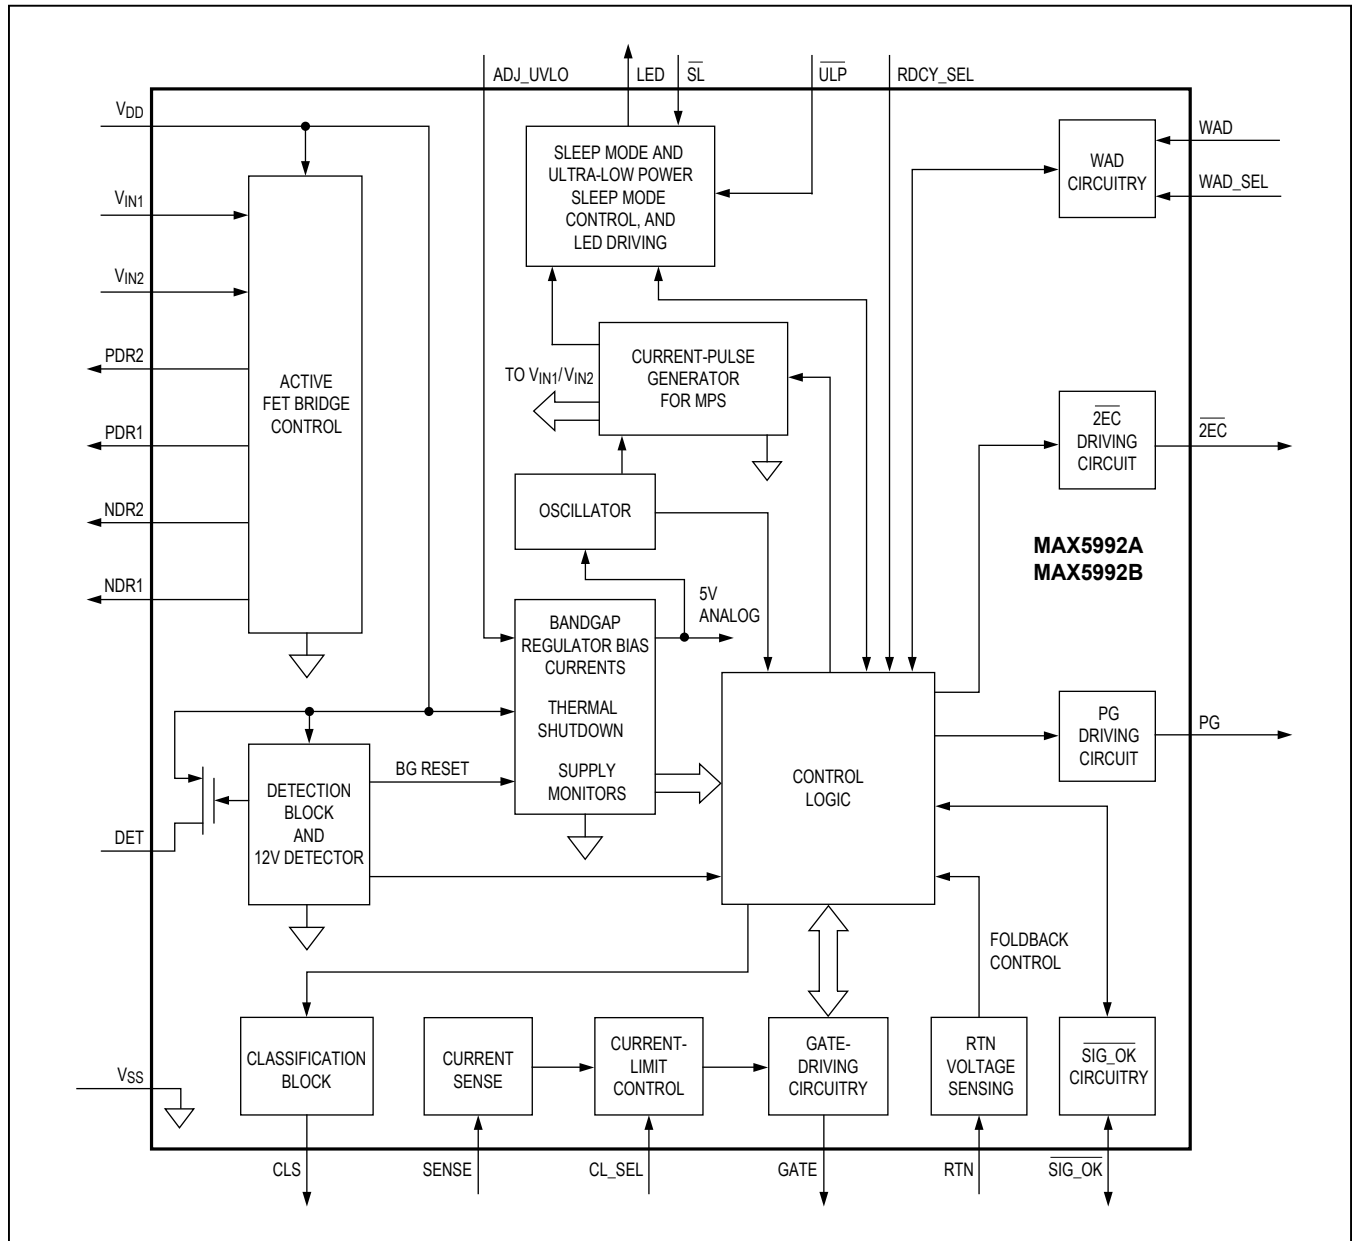 ADJ_UVLO
LED
SL
ULP
RDCY_SEL
VDD
VIN1
VIN2
PDR2
PDR1
NDR2
NDR1
DET
VSS
ACTIVE
FET BRIDGE
CONTROL
SLEEP MODE AND
ULTRA-LOW POWER
SLEEP MODE
CONTROL, AND
LED DRIVING
WAD
CIRCUITRY
WAD
WAD_SEL
TO VIN1/VIN2
CURRENT-PULSE
GENERATOR
FOR MPS
2EC
DRIVING
CIRCUIT
2EC
OSCILLATOR
MAX5992A
MAX5992B
5V
ANALOG
BANDGAP
REGULATOR BIAS
CURRENTS
THERMAL
SHUTDOWN
SUPPLY
MONITORS
BG RESET
DETECTION
BLOCK
AND
12V DETECTOR
CONTROL
LOGIC
PG
DRIVING
CIRCUIT
PG
FOLDBACK
CONTROL
CLASSIFICATION
BLOCK
CURRENT
SENSE
CURRENT-
LIMIT
CONTROL
GATE-
DRIVING
CIRCUITRY
RTN
VOLTAGE
SENSING
SIG_OK
CIRCUITRY
CLS
SENSE
CL_SEL
GATE
RTN
SIG_OK